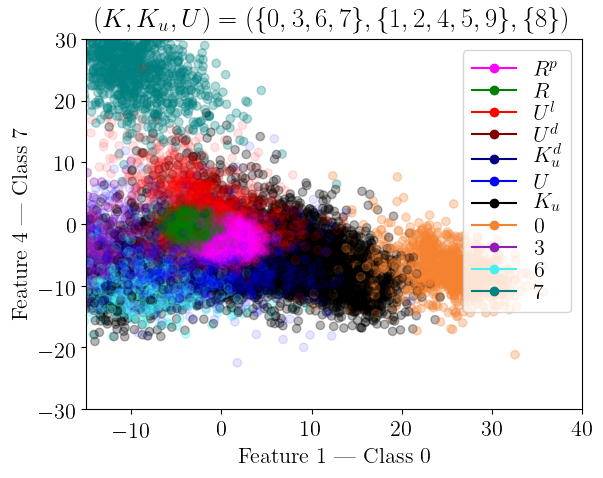 (K, K_u, U) = ({0, 3, 6, 7}, {1, 2, 4, 5, 9}, {8})
30
20
10
0
−10
−20
−30
Feature 4 — Class 7
R^p
R
U^l
U^d
K_u^d
U
K_u
0
3
6
7
−10 0 10 20 30 40
Feature 1 — Class 0